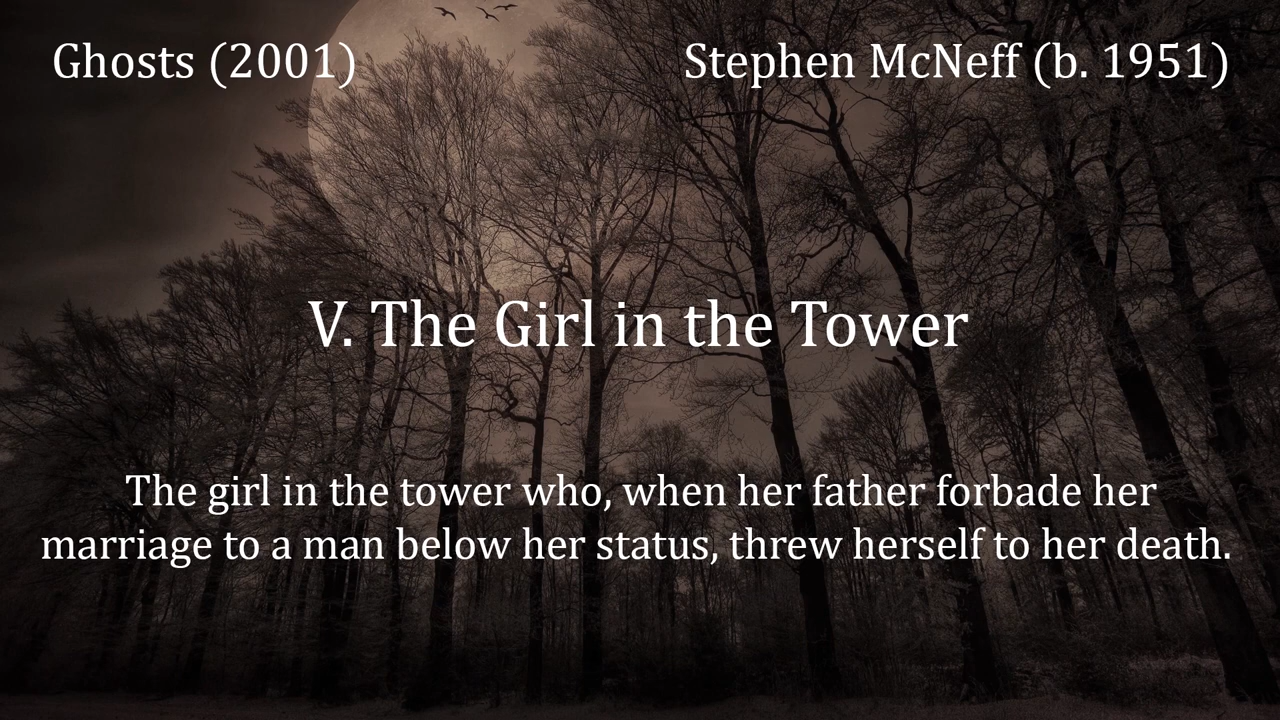 Ghosts (2001)
Stephen McNeff (b. 1951)
V. The Girl in the Tower
The girl in the tower who, when her father forbade her
marriage to a man below her status, threw herself to her death.